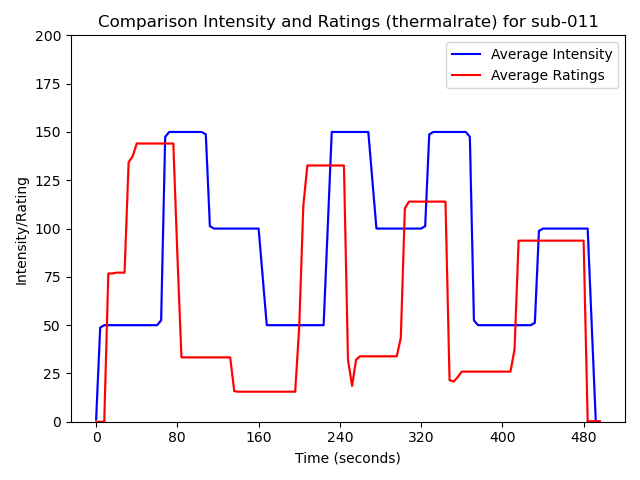 Comparison Intensity and Ratings (thermalrate) for sub-011
Average Intensity
Average Ratings
Intensity/Rating
200
175
150
125
100
75
50
25
0
0 80 160 240 320 400 480
Time (seconds)